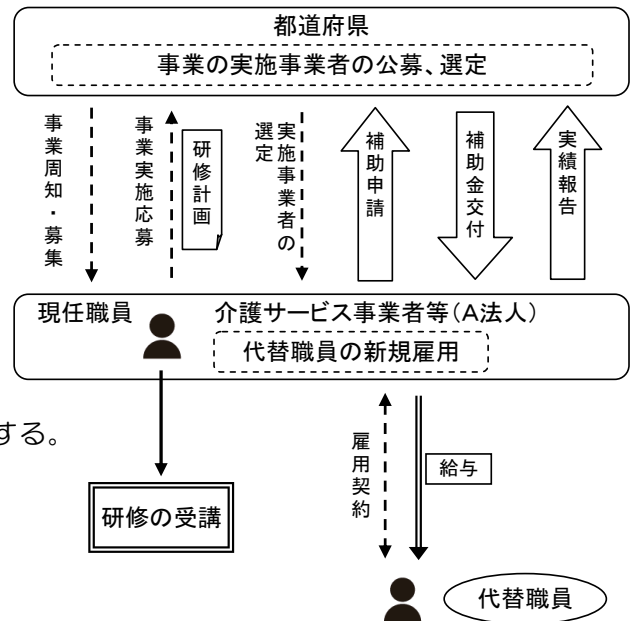 都道府県
事業の実施事業者の公募、選定
事業周知・募集
事業実施応募
研修計画
実施事業者の
選定
補助申請
補助金交付
実績報告
現任職員
介護サービス事業者等(A法人)
代替職員の新規雇用
する。
研修の受講
雇用契約
給与
代替職員